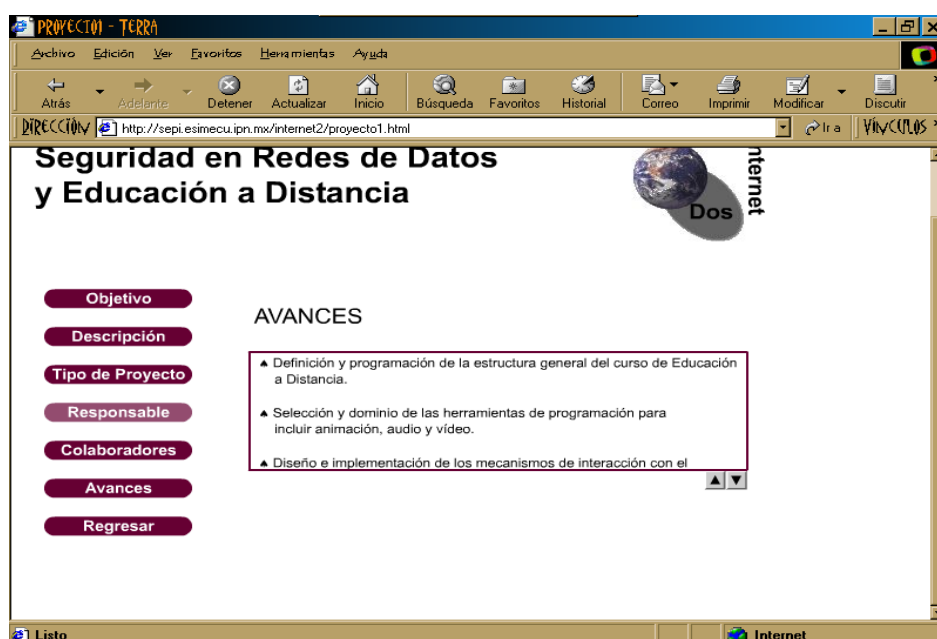 PROYECTO1 - TERRA
Archivo Edición Ver Favoritos Herramientas Ayuda
Atrás Adelante Detener Actualizar Inicio Búsqueda Favoritos Historial Correo Imprimir Modificar Discutir
DIRECCIÓN http://sepi.esimecu.ipn.mx/internet2/proyecto1.html Ir a VÍNCULOS
Seguridad en Redes de Datos
y Educación a Distancia
Internet
Dos
Objetivo
Descripción
Tipo de Proyecto
Responsable
Colaboradores
Avances
Regresar
AVANCES
♠ Definición y programación de la estructura general del curso de Educación
a Distancia.
♠ Selección y dominio de las herramientas de programación para
incluir animación, audio y vídeo.
♠ Diseño e implementación de los mecanismos de interacción con el
Listo Internet